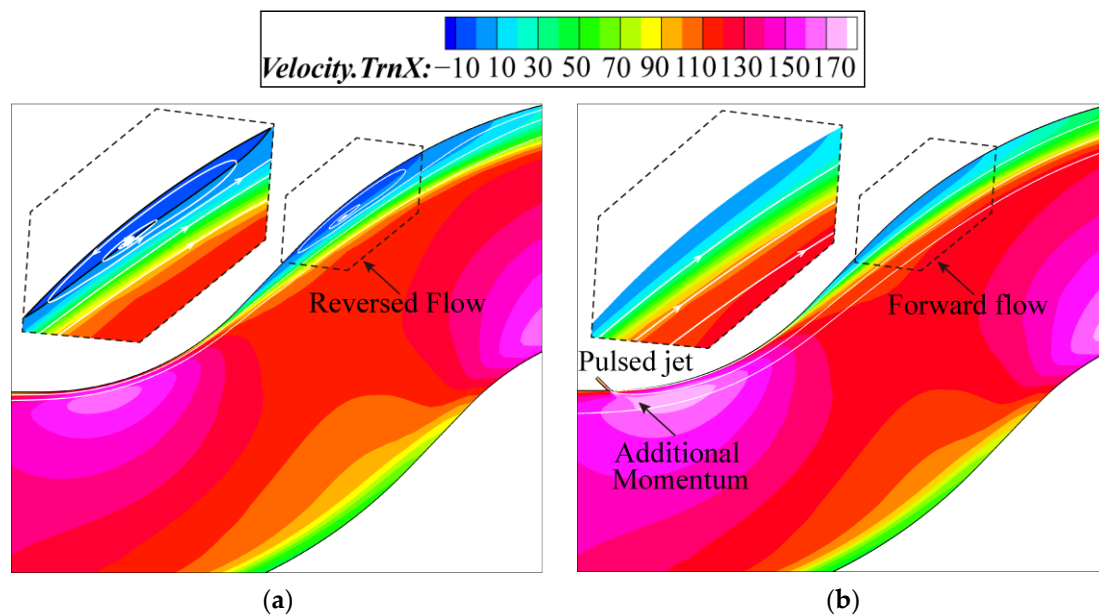 Velocity.TrnX: −10 10 30 50 70 90 110 130 150 170
Reversed Flow
(a)
Forward flow
Pulsed jet
Additional
Momentum
(b)